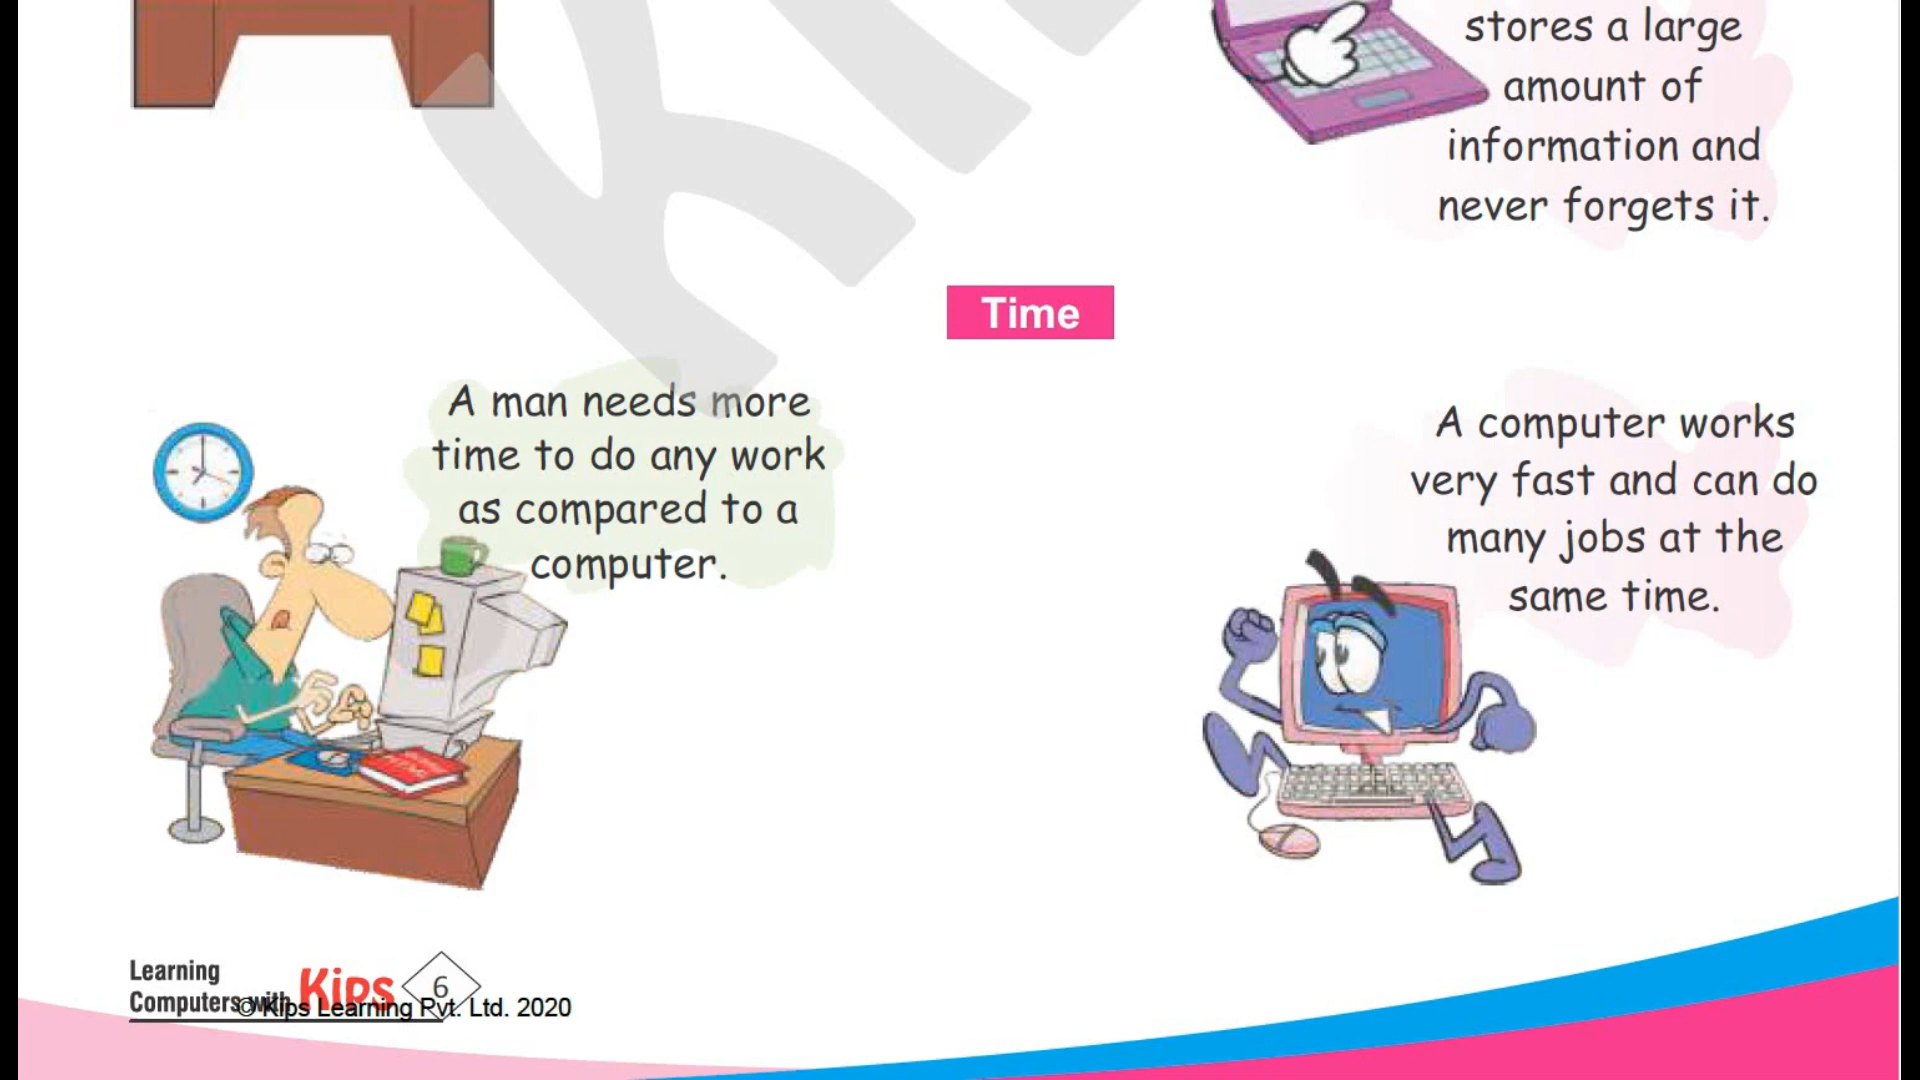 stores a large
amount of
information and
never forgets it.
Time
A man needs more
time to do any work
as compared to a
computer.
A computer works
very fast and can do
many jobs at the
same time.
Learning
Computers with Kips
6
© Kips Learning Pvt. Ltd. 2020